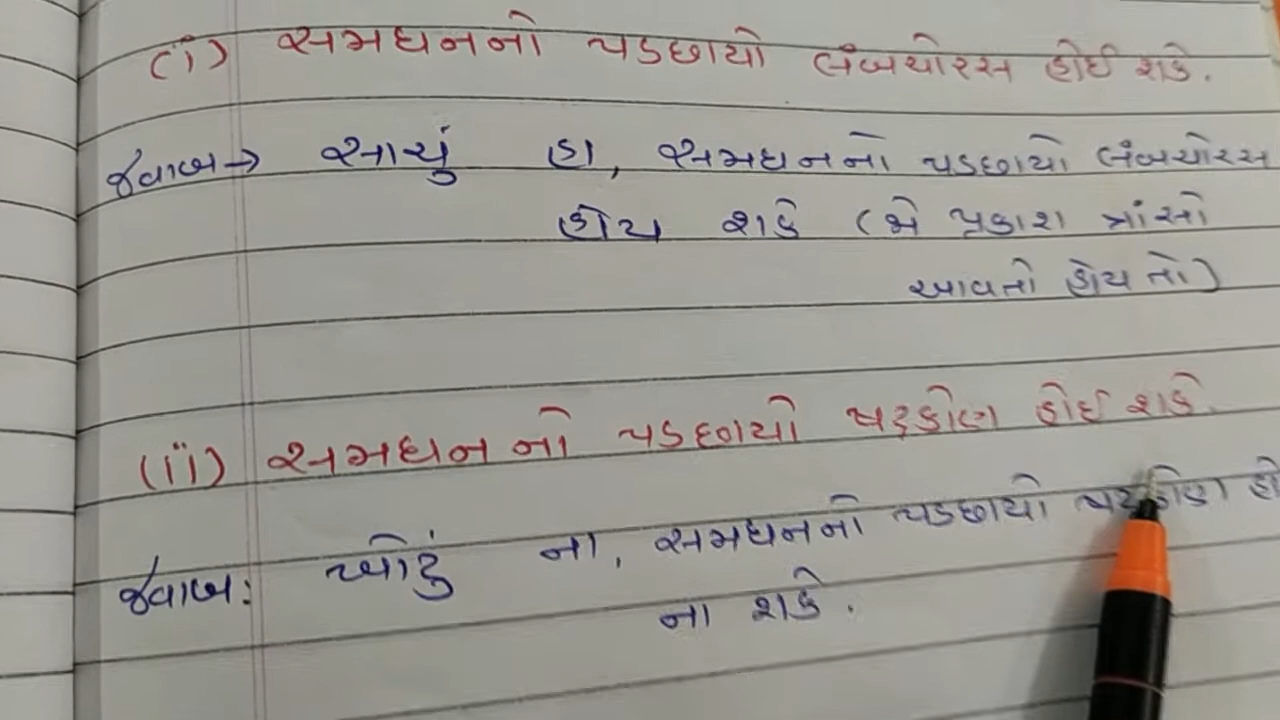 (i) સમઘનનો પડછાયો લંબચોરસ હોઈ શકે.
જવાબ → સાચું હા, સમઘનનો પડછાયો લંબચોરસ
હોય શકે (જો પ્રકાશ ત્રાંસો
આવતો હોય તો)
(ii) સમઘનનો પડછાયો ષટ્કોણ હોઈ શકે.
જવાબ: ખોટું ના, સમઘનનો પડછાયો ષટ્કોણ હો
ના શકે.